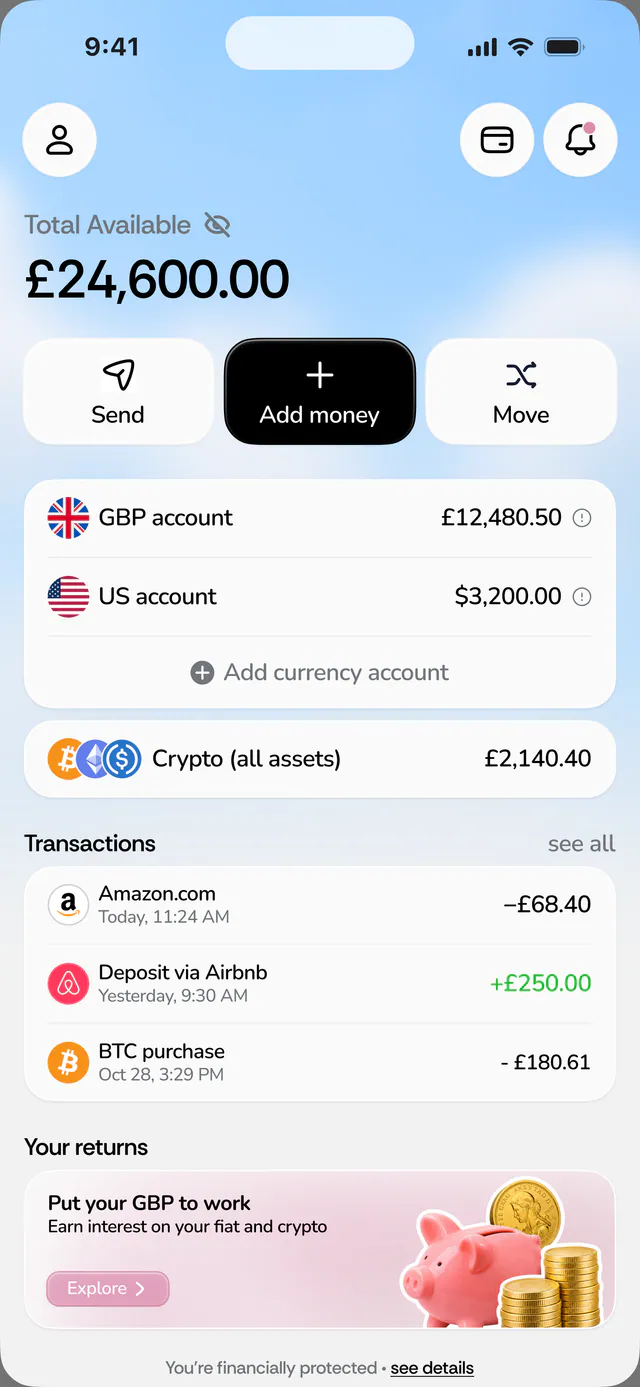 9:41
Total Available
£24,600.00
Send
Add money
Move
GBP account
£12,480.50
US account
$3,200.00
Add currency account
Crypto (all assets)
£2,140.40
Transactions
see all
Amazon.com
Today, 11:24 AM
–£68.40
Deposit via Airbnb
Yesterday, 9:30 AM
+£250.00
BTC purchase
Oct 28, 3:29 PM
- £180.61
Your returns
Put your GBP to work
Earn interest on your fiat and crypto
Explore
You’re financially protected • see details